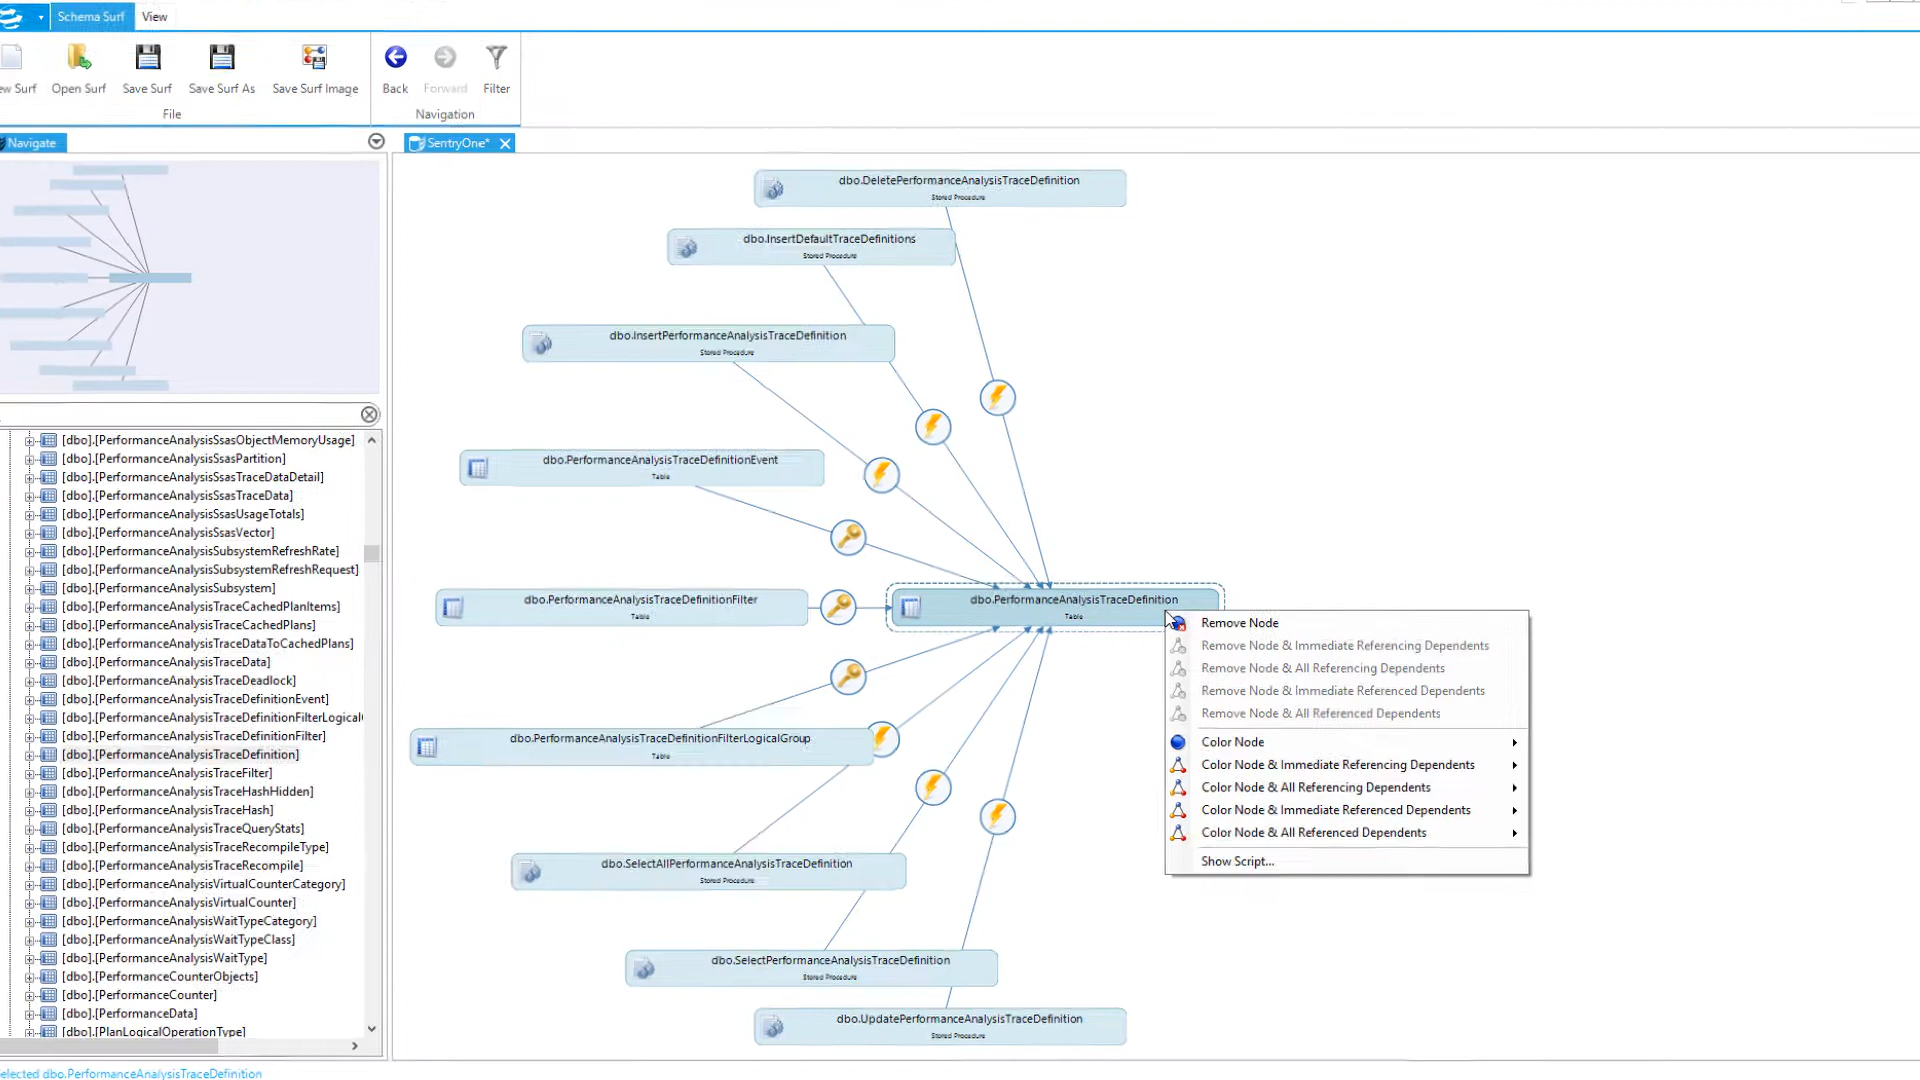 Schema Surf
View
ew Surf
Open Surf
Save Surf
Save Surf As
Save Surf Image
Back
Forward
Filter
File
Navigation
Navigate
SentryOne*
[dbo].[PerformanceAnalysisSsasObjectMemoryUsage]
[dbo].[PerformanceAnalysisSsasPartition]
[dbo].[PerformanceAnalysisSsasTraceDataDetail]
[dbo].[PerformanceAnalysisSsasTraceData]
[dbo].[PerformanceAnalysisSsasUsageTotals]
[dbo].[PerformanceAnalysisSsasVector]
[dbo].[PerformanceAnalysisSubsystemRefreshRate]
[dbo].[PerformanceAnalysisSubsystemRefreshRequest]
[dbo].[PerformanceAnalysisSubsystem]
[dbo].[PerformanceAnalysisTraceCachedPlanItems]
[dbo].[PerformanceAnalysisTraceCachedPlans]
[dbo].[PerformanceAnalysisTraceDataToCachedPlans]
[dbo].[PerformanceAnalysisTraceData]
[dbo].[PerformanceAnalysisTraceDeadlock]
[dbo].[PerformanceAnalysisTraceDefinitionEvent]
[dbo].[PerformanceAnalysisTraceDefinitionFilterLogical
[dbo].[PerformanceAnalysisTraceDefinitionFilter]
[dbo].[PerformanceAnalysisTraceDefinition]
[dbo].[PerformanceAnalysisTraceFilter]
[dbo].[PerformanceAnalysisTraceHashHidden]
[dbo].[PerformanceAnalysisTraceHash]
[dbo].[PerformanceAnalysisTraceQueryStats]
[dbo].[PerformanceAnalysisTraceRecompileType]
[dbo].[PerformanceAnalysisTraceRecompile]
[dbo].[PerformanceAnalysisVirtualCounterCategory]
[dbo].[PerformanceAnalysisVirtualCounter]
[dbo].[PerformanceAnalysisWaitTypeCategory]
[dbo].[PerformanceAnalysisWaitTypeClass]
[dbo].[PerformanceAnalysisWaitType]
[dbo].[PerformanceCounterObjects]
[dbo].[PerformanceCounter]
[dbo].[PerformanceData]
[dbo].[PlanLogicalOperationType]
dbo.DeletePerformanceAnalysisTraceDefinition
Stored Procedure
dbo.InsertDefaultTraceDefinitions
Stored Procedure
dbo.InsertPerformanceAnalysisTraceDefinition
Stored Procedure
dbo.PerformanceAnalysisTraceDefinitionEvent
Table
dbo.PerformanceAnalysisTraceDefinitionFilter
Table
dbo.PerformanceAnalysisTraceDefinition
Table
dbo.PerformanceAnalysisTraceDefinitionFilterLogicalGroup
Table
dbo.SelectAllPerformanceAnalysisTraceDefinition
Stored Procedure
dbo.SelectPerformanceAnalysisTraceDefinition
Stored Procedure
dbo.UpdatePerformanceAnalysisTraceDefinition
Stored Procedure
Remove Node
Remove Node & Immediate Referencing Dependents
Remove Node & All Referencing Dependents
Remove Node & Immediate Referenced Dependents
Remove Node & All Referenced Dependents
Color Node
Color Node & Immediate Referencing Dependents
Color Node & All Referencing Dependents
Color Node & Immediate Referenced Dependents
Color Node & All Referenced Dependents
Show Script...
elected dbo.PerformanceAnalysisTraceDefinition